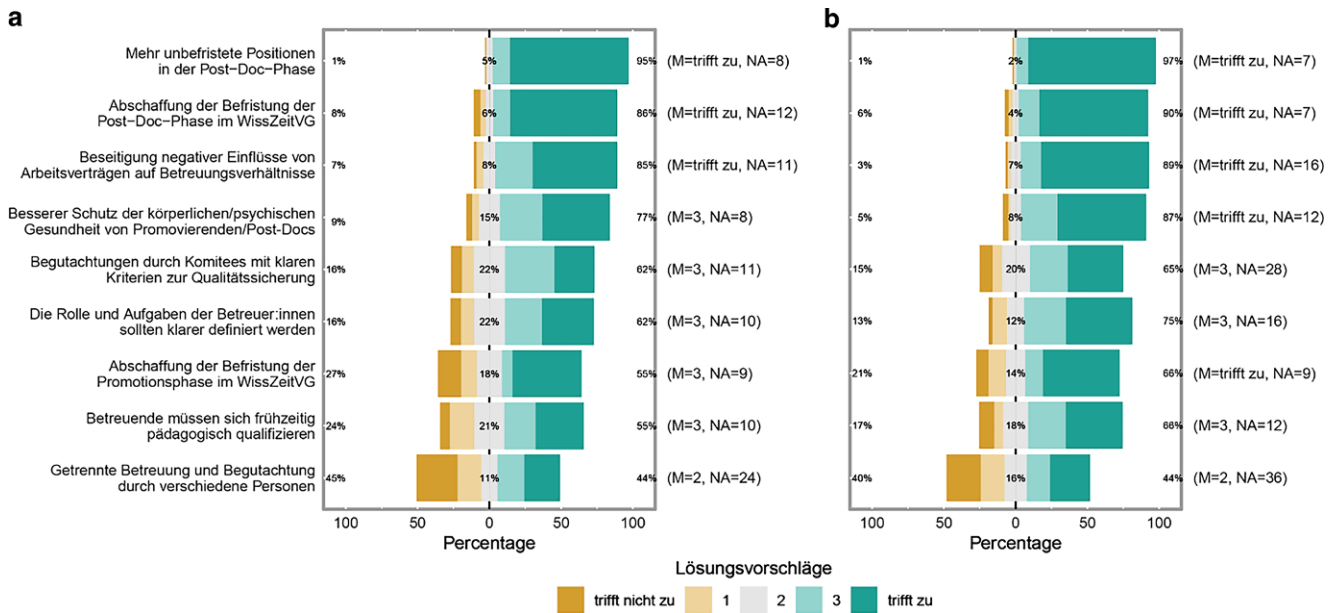 a
b
Mehr unbefristete Positionen
in der Post−Doc−Phase
1%
5%
95%
(M=trifft zu, NA=8)
1%
2%
97%
(M=trifft zu, NA=7)
Abschaffung der Befristung der
Post−Doc−Phase im WissZeitVG
8%
6%
86%
(M=trifft zu, NA=12)
6%
4%
90%
(M=trifft zu, NA=7)
Beseitigung negativer Einflüsse von
Arbeitsverträgen auf Betreuungsverhältnisse
7%
8%
85%
(M=trifft zu, NA=11)
3%
7%
89%
(M=trifft zu, NA=16)
Besserer Schutz der körperlichen/psychischen
Gesundheit von Promovierenden/Post-Docs
9%
15%
77%
(M=3, NA=8)
5%
8%
87%
(M=trifft zu, NA=12)
Begutachtungen durch Komitees mit klaren
Kriterien zur Qualitätssicherung
16%
22%
62%
(M=3, NA=11)
15%
20%
65%
(M=3, NA=28)
Die Rolle und Aufgaben der Betreuer:innen
sollten klarer definiert werden
16%
22%
62%
(M=3, NA=10)
13%
12%
75%
(M=3, NA=16)
Abschaffung der Befristung der
Promotionsphase im WissZeitVG
27%
18%
55%
(M=3, NA=9)
21%
14%
66%
(M=trifft zu, NA=9)
Betreuende müssen sich frühzeitig
pädagogisch qualifizieren
24%
21%
55%
(M=3, NA=10)
17%
18%
66%
(M=3, NA=12)
Getrennte Betreuung und Begutachtung
durch verschiedene Personen
45%
11%
44%
(M=2, NA=24)
40%
16%
44%
(M=2, NA=36)
100 50 0 50 100
Percentage
100 50 0 50 100
Percentage
Lösungsvorschläge
trifft nicht zu 1 2 3 trifft zu